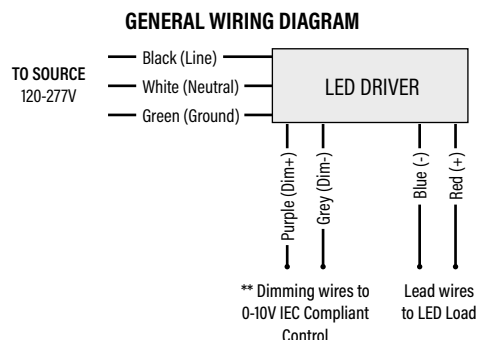 GENERAL WIRING DIAGRAM
TO SOURCE
120-277V
Black (Line)
White (Neutral)
Green (Ground)
LED DRIVER
Purple (Dim+)
Grey (Dim-)
Blue (-)
Red (+)
** Dimming wires to
0-10V IEC Compliant
Control
Lead wires
to LED Load